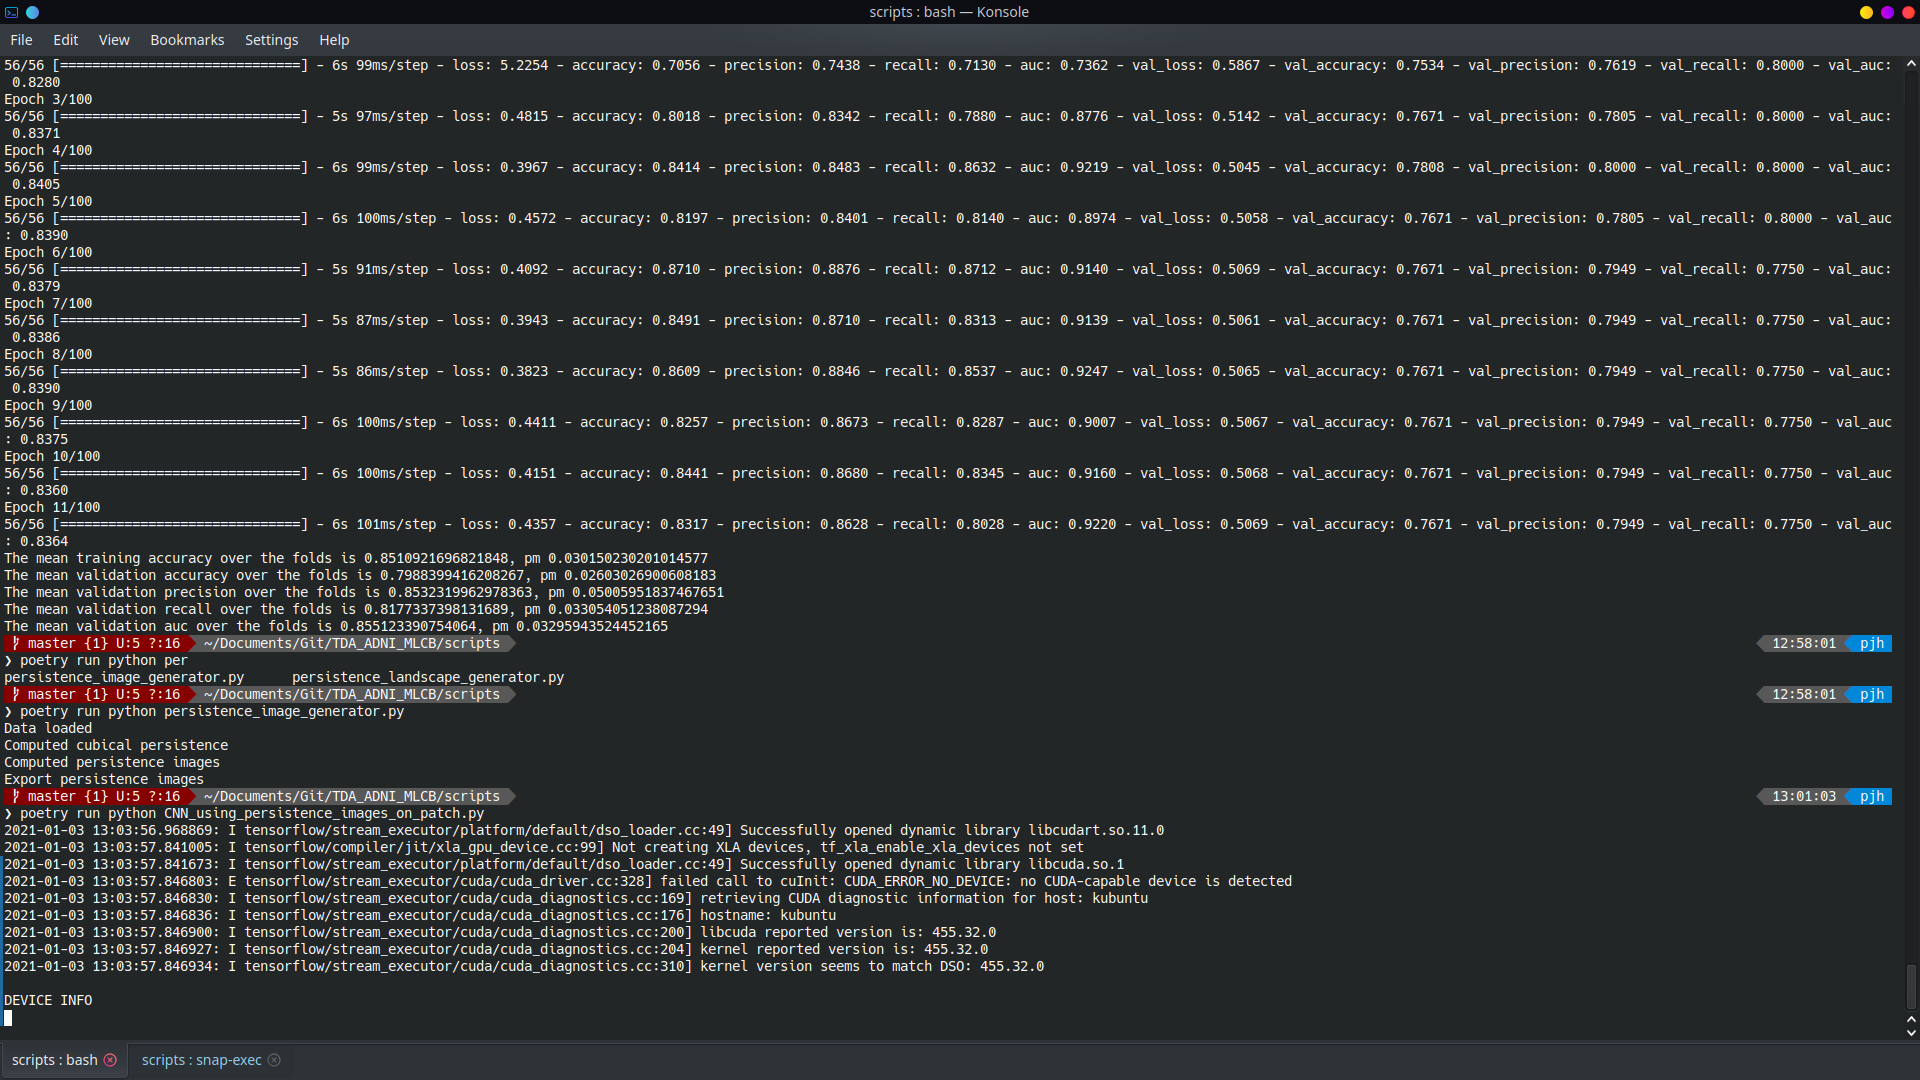 scripts : bash — Konsole
File Edit View Bookmarks Settings Help
56/56 [==============================] - 6s 99ms/step - loss: 5.2254 - accuracy: 0.7056 - precision: 0.7438 - recall: 0.7130 - auc: 0.7362 - val_loss: 0.5867 - val_accuracy: 0.7534 - val_precision: 0.7619 - val_recall: 0.8000 - val_auc:
0.8280
Epoch 3/100
56/56 [==============================] - 5s 97ms/step - loss: 0.4815 - accuracy: 0.8018 - precision: 0.8342 - recall: 0.7880 - auc: 0.8776 - val_loss: 0.5142 - val_accuracy: 0.7671 - val_precision: 0.7805 - val_recall: 0.8000 - val_auc:
0.8371
Epoch 4/100
56/56 [==============================] - 6s 99ms/step - loss: 0.3967 - accuracy: 0.8414 - precision: 0.8483 - recall: 0.8632 - auc: 0.9219 - val_loss: 0.5045 - val_accuracy: 0.7808 - val_precision: 0.8000 - val_recall: 0.8000 - val_auc:
0.8405
Epoch 5/100
56/56 [==============================] - 6s 100ms/step - loss: 0.4572 - accuracy: 0.8197 - precision: 0.8401 - recall: 0.8140 - auc: 0.8974 - val_loss: 0.5058 - val_accuracy: 0.7671 - val_precision: 0.7805 - val_recall: 0.8000 - val_auc
: 0.8390
Epoch 6/100
56/56 [==============================] - 5s 91ms/step - loss: 0.4092 - accuracy: 0.8710 - precision: 0.8876 - recall: 0.8712 - auc: 0.9140 - val_loss: 0.5069 - val_accuracy: 0.7671 - val_precision: 0.7949 - val_recall: 0.7750 - val_auc:
0.8379
Epoch 7/100
56/56 [==============================] - 5s 87ms/step - loss: 0.3943 - accuracy: 0.8491 - precision: 0.8710 - recall: 0.8313 - auc: 0.9139 - val_loss: 0.5061 - val_accuracy: 0.7671 - val_precision: 0.7949 - val_recall: 0.7750 - val_auc:
0.8386
Epoch 8/100
56/56 [==============================] - 5s 86ms/step - loss: 0.3823 - accuracy: 0.8609 - precision: 0.8846 - recall: 0.8537 - auc: 0.9247 - val_loss: 0.5065 - val_accuracy: 0.7671 - val_precision: 0.7949 - val_recall: 0.7750 - val_auc:
0.8390
Epoch 9/100
56/56 [==============================] - 6s 100ms/step - loss: 0.4411 - accuracy: 0.8257 - precision: 0.8673 - recall: 0.8287 - auc: 0.9007 - val_loss: 0.5067 - val_accuracy: 0.7671 - val_precision: 0.7949 - val_recall: 0.7750 - val_auc
: 0.8375
Epoch 10/100
56/56 [==============================] - 6s 100ms/step - loss: 0.4151 - accuracy: 0.8441 - precision: 0.8680 - recall: 0.8345 - auc: 0.9160 - val_loss: 0.5068 - val_accuracy: 0.7671 - val_precision: 0.7949 - val_recall: 0.7750 - val_auc
: 0.8360
Epoch 11/100
56/56 [==============================] - 6s 101ms/step - loss: 0.4357 - accuracy: 0.8317 - precision: 0.8628 - recall: 0.8028 - auc: 0.9220 - val_loss: 0.5069 - val_accuracy: 0.7671 - val_precision: 0.7949 - val_recall: 0.7750 - val_auc
: 0.8364
The mean training accuracy over the folds is 0.8510921696821848, pm 0.030150230201014577
The mean validation accuracy over the folds is 0.7988399416208267, pm 0.02603026900608183
The mean validation precision over the folds is 0.8532319962978363, pm 0.05005951837467651
The mean validation recall over the folds is 0.8177337398131689, pm 0.033054051238087294
The mean validation auc over the folds is 0.855123390754064, pm 0.03295943524452165
master {1} U:5 ?:16 ~/Documents/Git/TDA_ADNI_MLCB/scripts 12:58:01 pjh
❯ poetry run python per
persistence_image_generator.py persistence_landscape_generator.py
master {1} U:5 ?:16 ~/Documents/Git/TDA_ADNI_MLCB/scripts 12:58:01 pjh
❯ poetry run python persistence_image_generator.py
Data loaded
Computed cubical persistence
Computed persistence images
Export persistence images
master {1} U:5 ?:16 ~/Documents/Git/TDA_ADNI_MLCB/scripts 13:01:03 pjh
❯ poetry run python CNN_using_persistence_images_on_patch.py
2021-01-03 13:03:56.968869: I tensorflow/stream_executor/platform/default/dso_loader.cc:49] Successfully opened dynamic library libcudart.so.11.0
2021-01-03 13:03:57.841005: I tensorflow/compiler/jit/xla_gpu_device.cc:99] Not creating XLA devices, tf_xla_enable_xla_devices not set
2021-01-03 13:03:57.841673: I tensorflow/stream_executor/platform/default/dso_loader.cc:49] Successfully opened dynamic library libcuda.so.1
2021-01-03 13:03:57.846803: E tensorflow/stream_executor/cuda/cuda_driver.cc:328] failed call to cuInit: CUDA_ERROR_NO_DEVICE: no CUDA-capable device is detected
2021-01-03 13:03:57.846830: I tensorflow/stream_executor/cuda/cuda_diagnostics.cc:169] retrieving CUDA diagnostic information for host: kubuntu
2021-01-03 13:03:57.846836: I tensorflow/stream_executor/cuda/cuda_diagnostics.cc:176] hostname: kubuntu
2021-01-03 13:03:57.846900: I tensorflow/stream_executor/cuda/cuda_diagnostics.cc:200] libcuda reported version is: 455.32.0
2021-01-03 13:03:57.846927: I tensorflow/stream_executor/cuda/cuda_diagnostics.cc:204] kernel reported version is: 455.32.0
2021-01-03 13:03:57.846934: I tensorflow/stream_executor/cuda/cuda_diagnostics.cc:310] kernel version seems to match DSO: 455.32.0
DEVICE INFO
scripts : bash scripts : snap-exec